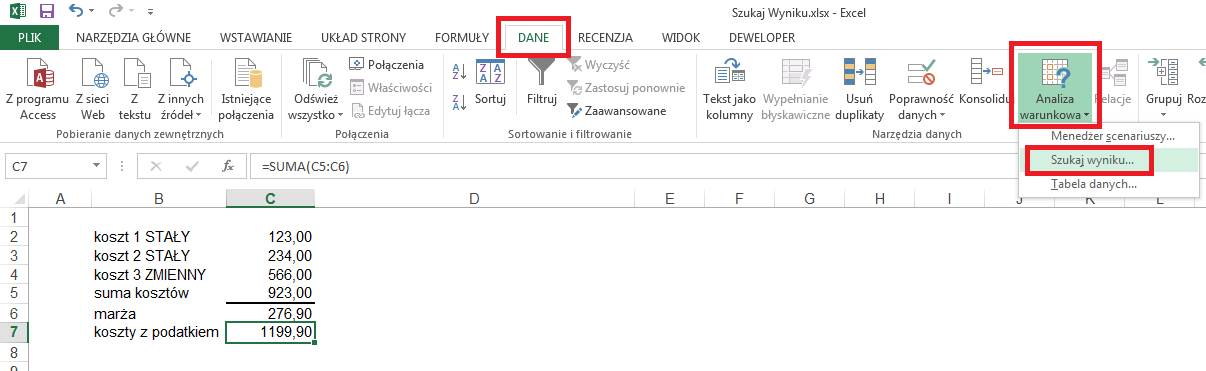 Szukaj Wyniku.xlsx - Excel
PLIK NARZĘDZIA GŁÓWNE WSTAWIANIE UKŁAD STRONY FORMUŁY DANE RECENZJA WIDOK DEWELOPER
Z programu Access
Z sieci Web
Z tekstu
Z innych źródeł
Istniejące połączenia
Pobieranie danych zewnętrznych
Odśwież wszystko
Połączenia
Właściwości
Edytuj łącza
Połączenia
Sortuj
Filtruj
Wyczyść
Zastosuj ponownie
Zaawansowane
Sortowanie i filtrowanie
Tekst jako kolumny
Wypełnianie błyskawiczne
Usuń duplikaty
Poprawność danych
Konsoliduj
Analiza warunkowa
Relacje
Narzędzia danych
Grupuj
Menedżer scenariuszy...
Szukaj wyniku...
Tabela danych...
C7 fx =SUMA(C5:C6)
A B C D E F G H I J K L
1
2 koszt 1 STAŁY 123,00
3 koszt 2 STAŁY 234,00
4 koszt 3 ZMIENNY 566,00
5 suma kosztów 923,00
6 marża 276,90
7 koszty z podatkiem 1199,90
8